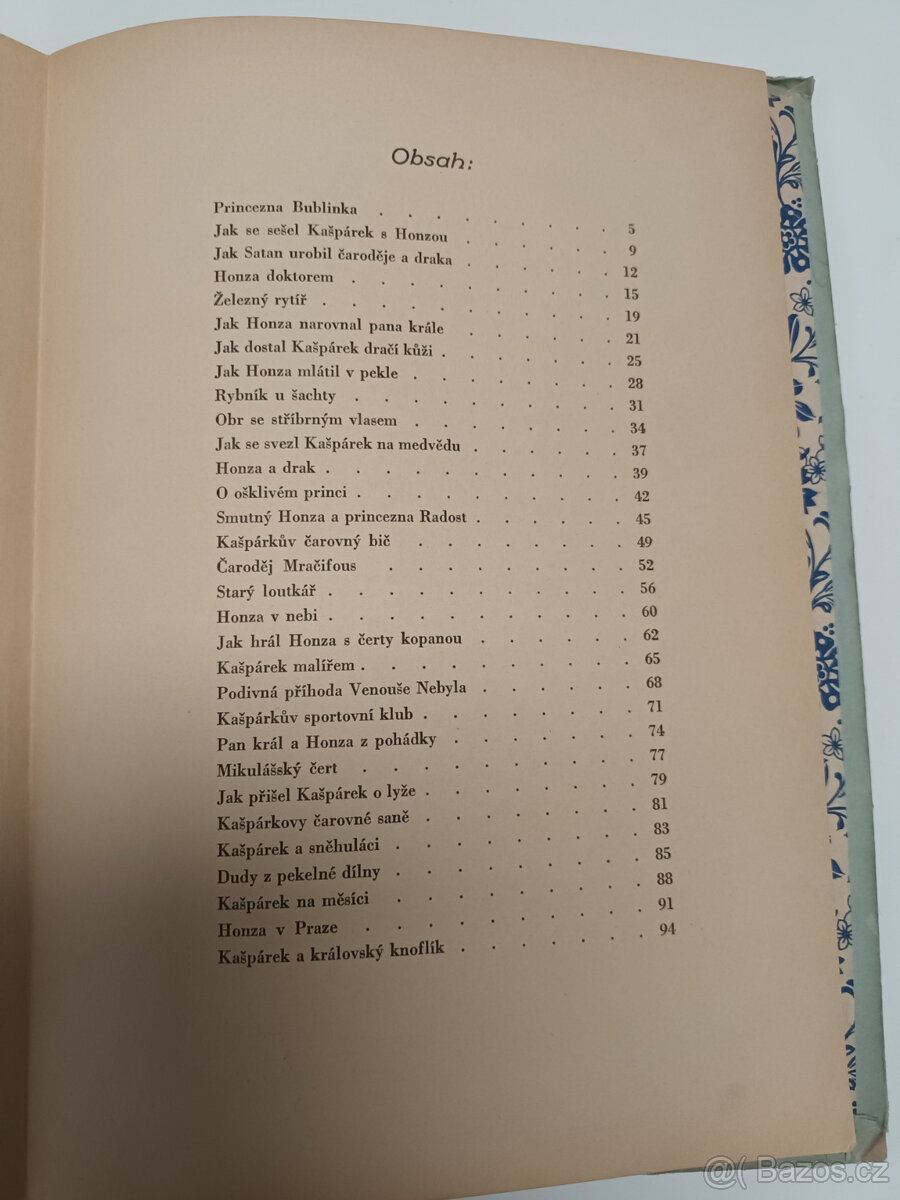 Obsah:
Princezna Bublinka . . . . . . . . . 5
Jak se sešel Kašpárek s Honzou . . . . . . 9
Jak Satan urobil čaroděje a draka . . . . . . 12
Honza doktorem . . . . . . . . . . 15
Železný rytíř . . . . . . . . . . . 19
Jak Honza narovnal pana krále . . . . . . 21
Jak dostal Kašpárek dračí kůži . . . . . . . 25
Jak Honza mlátil v pekle . . . . . . . . 28
Rybník u šachty . . . . . . . . . . 31
Obr se stříbrným vlasem . . . . . . . . 34
Jak se svezl Kašpárek na medvědu . . . . . . 37
Honza a drak . . . . . . . . . . . 39
O ošklivém princi . . . . . . . . . . 42
Smutný Honza a princezna Radost . . . . . . 45
Kašpárkův čarovný bič . . . . . . . . 49
Čaroděj Mračifous . . . . . . . . . 52
Starý loutkář . . . . . . . . . . . 56
Honza v nebi . . . . . . . . . . . 60
Jak hrál Honza s čerty kopanou . . . . . . 62
Kašpárek malířem . . . . . . . . . . 65
Podivná příhoda Venouše Nebyla . . . . . . 68
Kašpárkův sportovní klub . . . . . . . . 71
Pan král a Honza z pohádky . . . . . . . 74
Mikulášský čert . . . . . . . . . . 77
Jak přišel Kašpárek o lyže . . . . . . . . 79
Kašpárkovy čarovné saně . . . . . . . . 81
Kašpárek a sněhuláci . . . . . . . . . 83
Dudy z pekelné dílny . . . . . . . . . 85
Kašpárek na měsíci . . . . . . . . . 88
Honza v Praze . . . . . . . . . . 91
Kašpárek a královský knoflík . . . . . . . 94
@( Bazos.cz